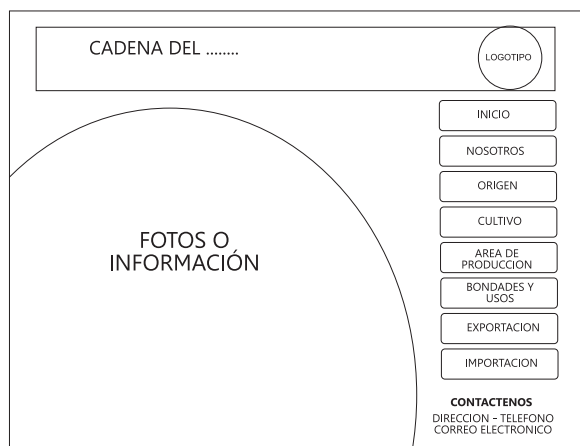 CADENA DEL ........
LOGOTIPO
INICIO
NOSOTROS
ORIGEN
CULTIVO
AREA DE
PRODUCCION
BONDADES Y
USOS
EXPORTACION
IMPORTACION
FOTOS O
INFORMACIÓN
CONTACTENOS
DIRECCION - TELEFONO
CORREO ELECTRONICO